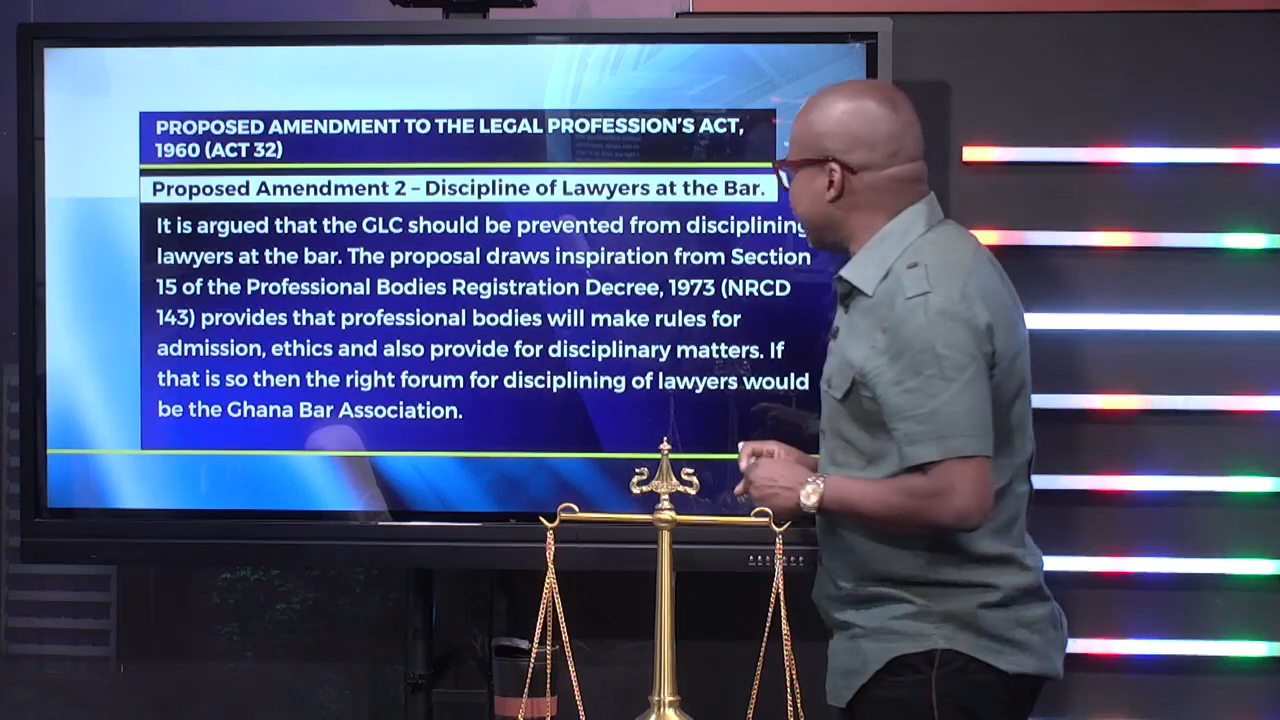 PROPOSED AMENDMENT TO THE LEGAL PROFESSION'S ACT,
1960 (ACT 32)
Proposed Amendment 2 – Discipline of Lawyers at the Bar.
It is argued that the GLC should be prevented from disciplining
lawyers at the bar. The proposal draws inspiration from Section
15 of the Professional Bodies Registration Decree, 1973 (NRCD
143) provides that professional bodies will make rules for
admission, ethics and also provide for disciplinary matters. If
that is so then the right forum for disciplining of lawyers would
be the Ghana Bar Association.